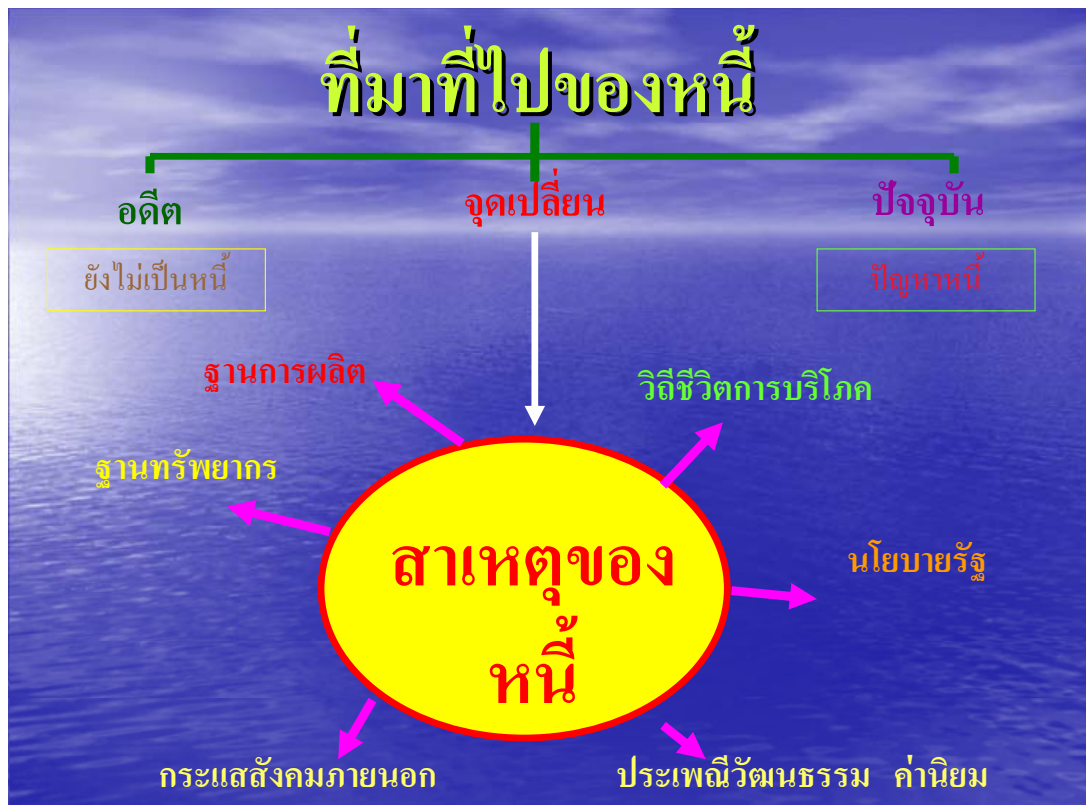 ที่มาที่ไปของหนี้
อดีต
จุดเปลี่ยน
ปัจจุบัน
ยังไม่เป็นหนี้
ปัญหาหนี้
ฐานการผลิต
วิถีชีวิตการบริโภค
ฐานทรัพยากร
สาเหตุของ
หนี้
นโยบายรัฐ
กระแสสังคมภายนอก
ประเพณีวัฒนธรรม ค่านิยม